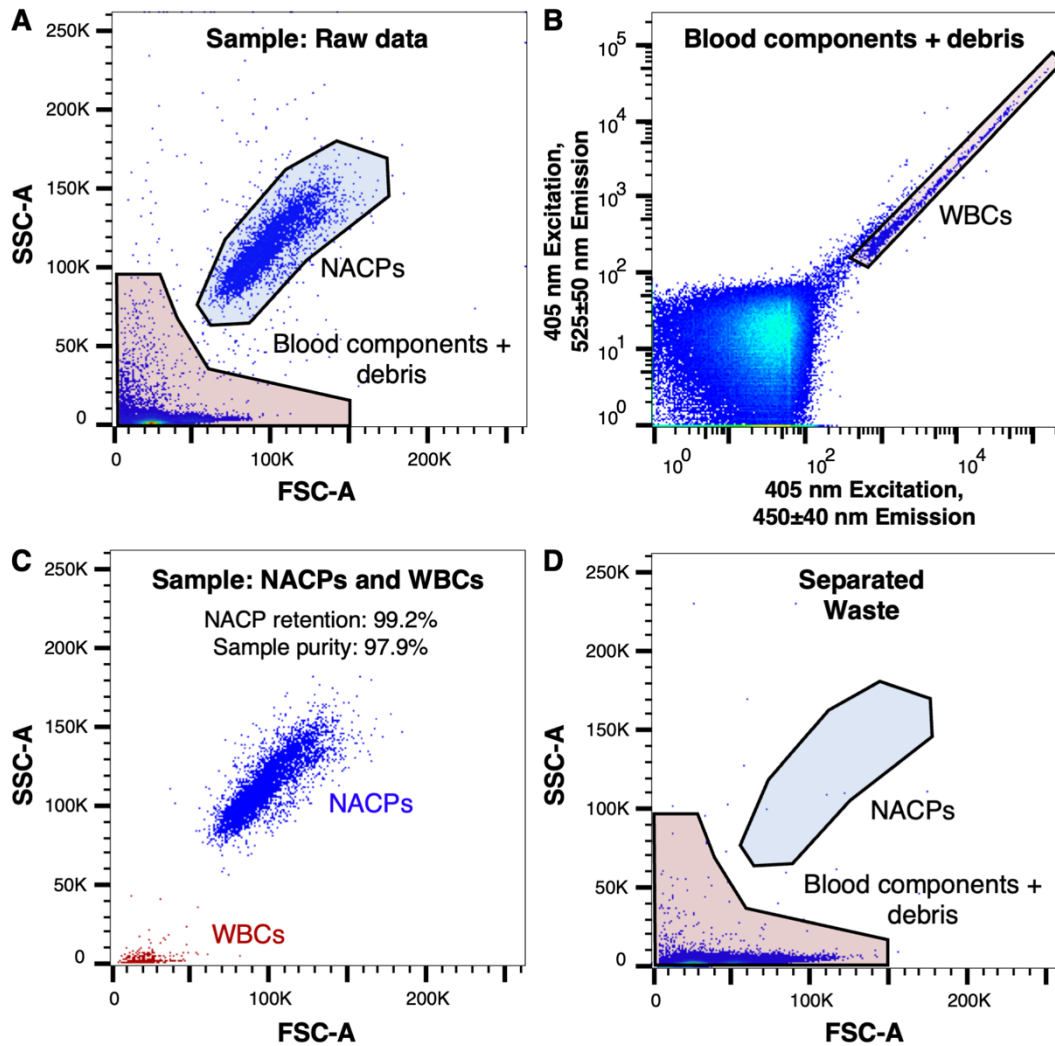 A
Sample: Raw data
250K
200K
150K
100K
50K
0
SSC-A
NACPs
Blood components +
debris
0
100K
200K
FSC-A
B
Blood components + debris
10^5
10^4
10^3
10^2
10^1
10^0
405 nm Excitation,
525±50 nm Emission
WBCs
10^0
10^2
10^4
405 nm Excitation,
450±40 nm Emission
C
Sample: NACPs and WBCs
NACP retention: 99.2%
Sample purity: 97.9%
250K
200K
150K
100K
50K
0
SSC-A
NACPs
WBCs
0
100K
200K
FSC-A
D
Separated
Waste
250K
200K
150K
100K
50K
0
SSC-A
NACPs
Blood components +
debris
0
100K
200K
FSC-A